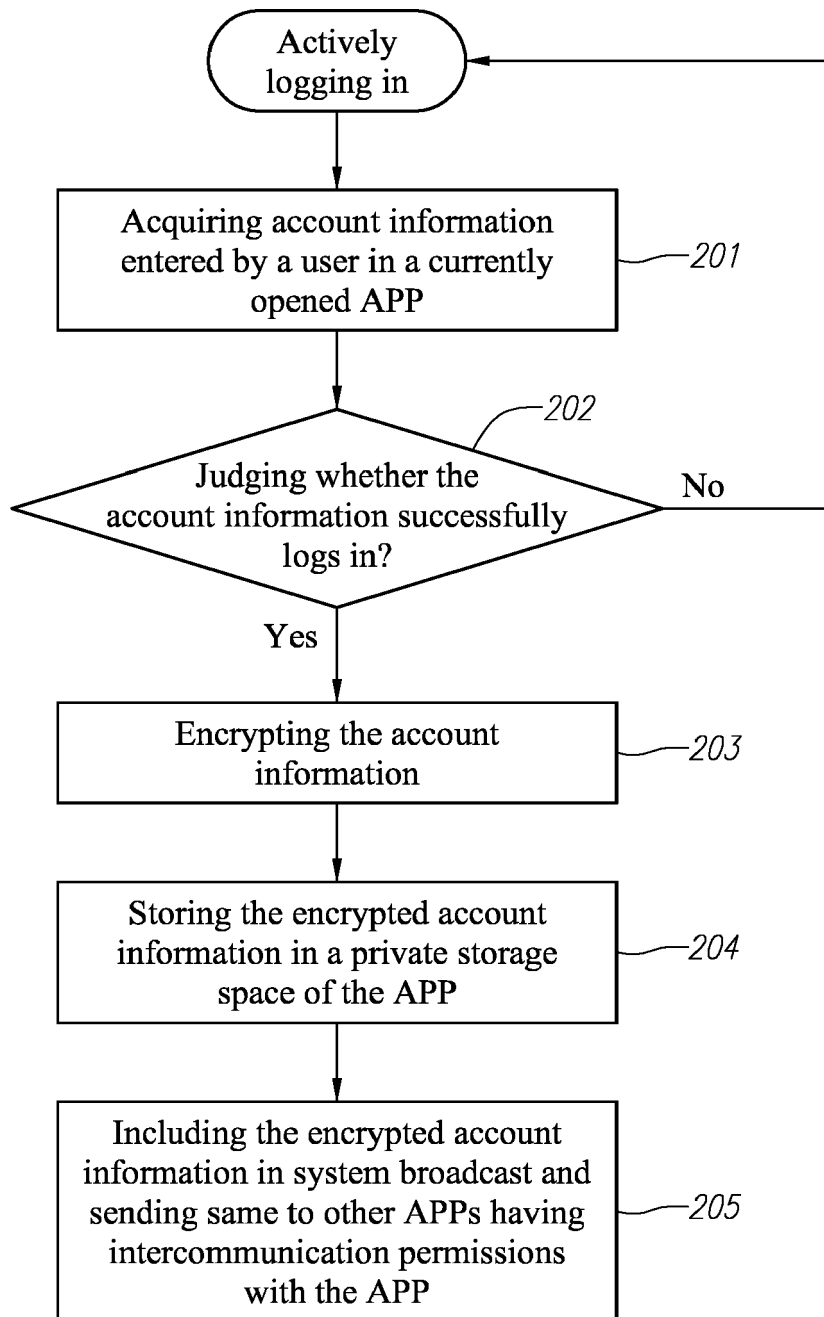 Actively
logging in
Acquiring account information
entered by a user in a currently
opened APP
201
202
Judging whether the
account information successfully
logs in?
No
Yes
Encrypting the account
information
203
Storing the encrypted account
information in a private storage
space of the APP
204
Including the encrypted account
information in system broadcast and
sending same to other APPs having
intercommunication permissions
with the APP
205